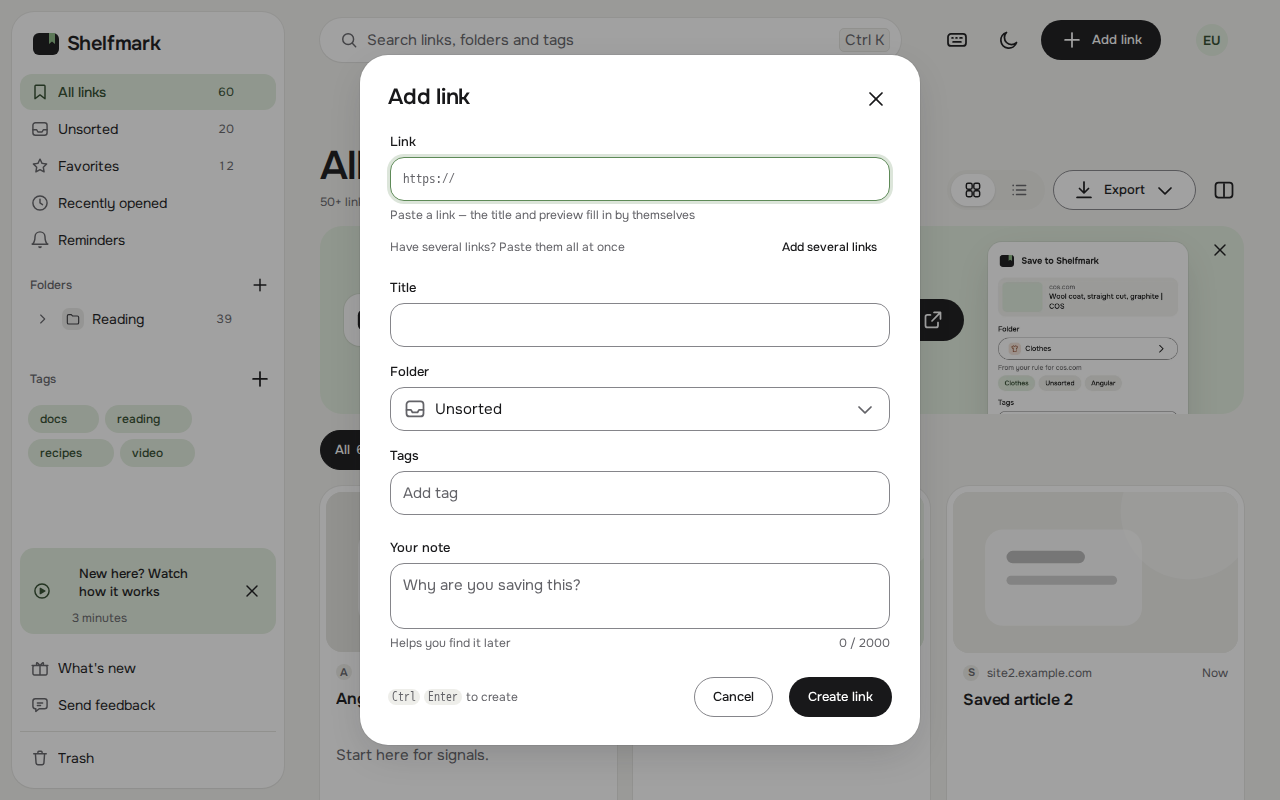 Shelfmark
Search links, folders and tags
Ctrl K
Add link
EU
All links 60
Unsorted 20
Favorites 12
Recently opened
Reminders
Folders
Reading 39
Tags
docs
reading
recipes
video
New here? Watch
how it works
3 minutes
What's new
Send feedback
Trash
All
50+
Export
Save to Shelfmark
cos.com
Wool coat, straight cut, graphite |
COS
Folder
Clothes
From your rule for cos.com
Clothes Unsorted Angular
Tags
All
A
Start here for signals.
S site2.example.com Now
Saved article 2
Add link
Link
https://
Paste a link – the title and preview fill in by themselves
Have several links? Paste them all at once
Add several links
Title
Folder
Unsorted
Tags
Add tag
Your note
Why are you saving this?
Helps you find it later
0 / 2000
Ctrl Enter to create
Cancel
Create link